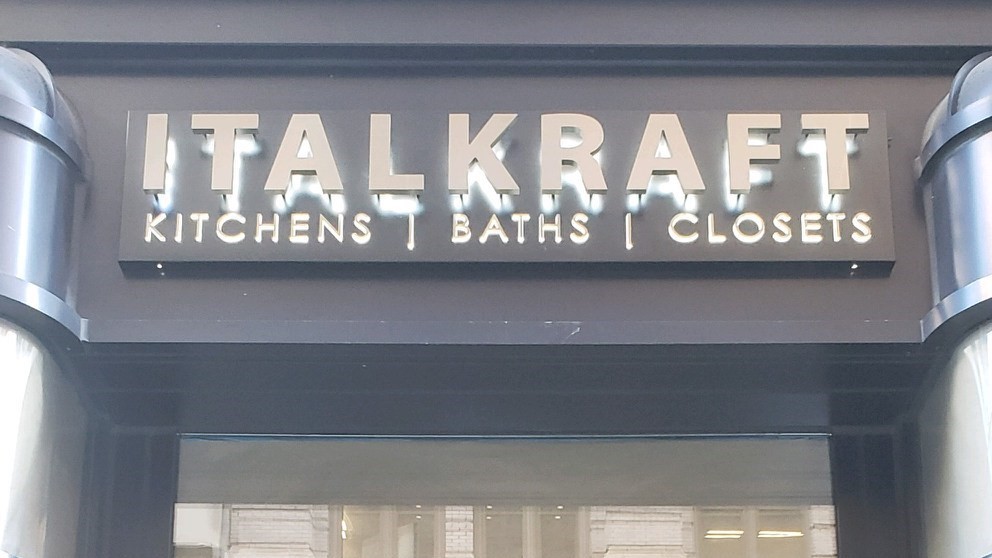 ITALKRAFT
KITCHENS | BATHS | CLOSETS